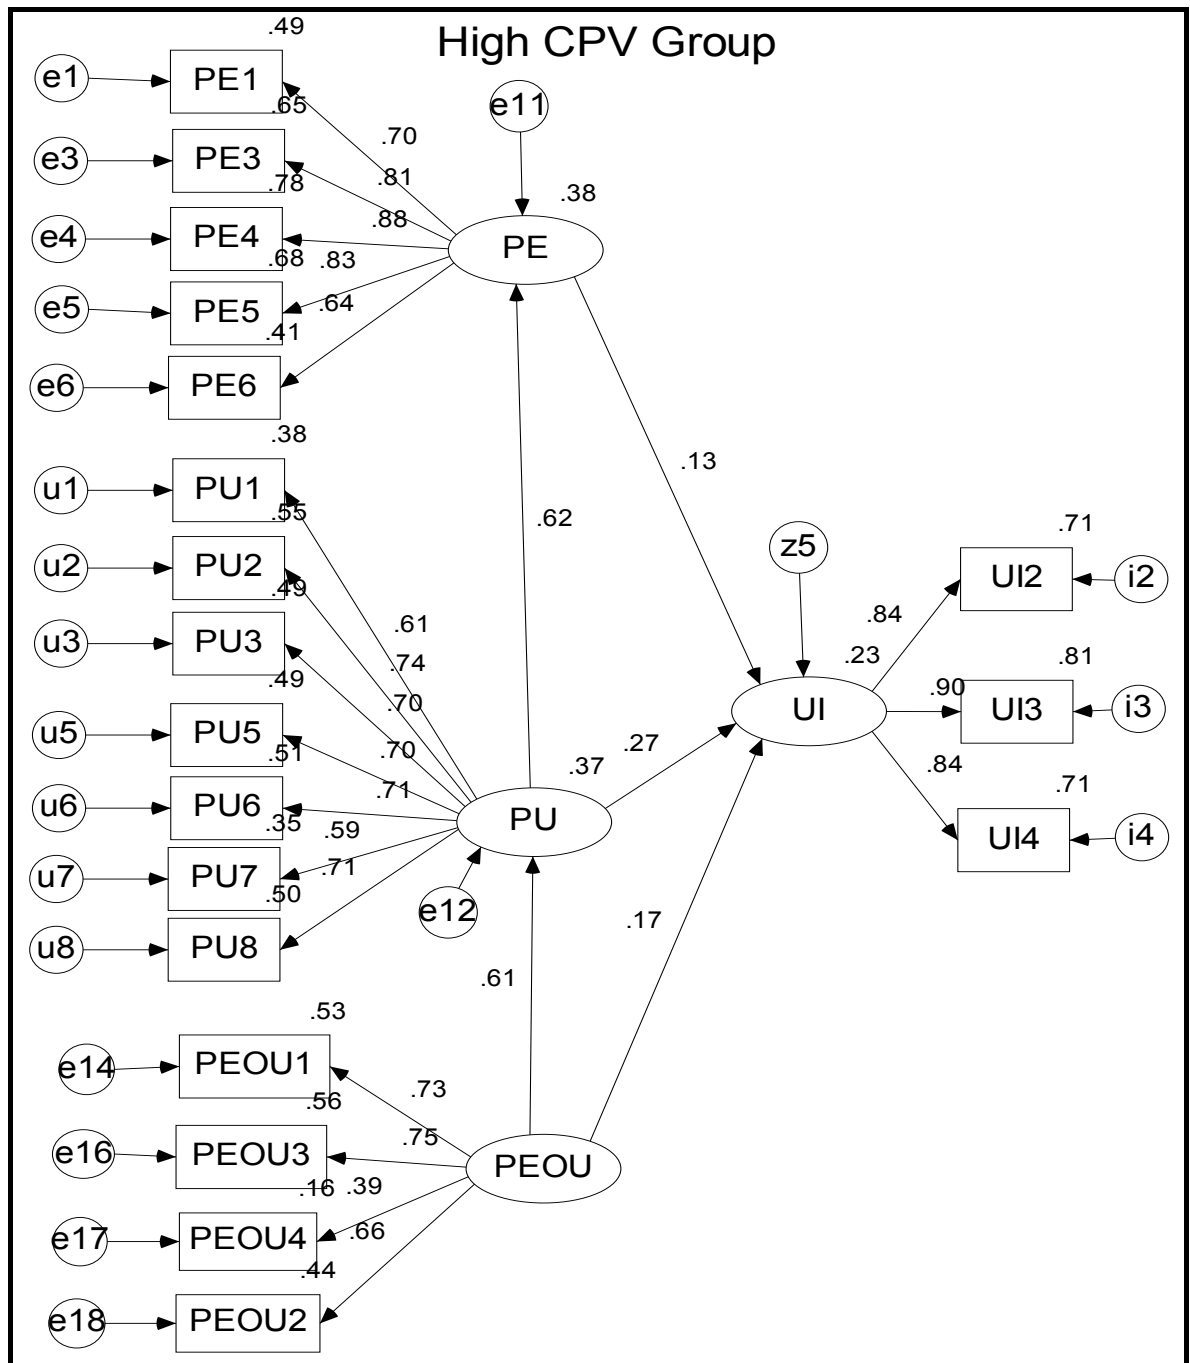 High CPV Group
.49
e1
PE1
.65
.70
e11
e3
PE3
.78
.81
.38
e4
PE4
.88
PE
.68
.83
e5
PE5
.64
.41
e6
PE6
.38
.13
u1
PU1
.55
.62
z5
.71
u2
PU2
.49
UI2
i2
.61
.84
u3
PU3
.49
.74
.23
.81
.70
.90
UI
UI3
i3
u5
PU5
.51
.70
.37
.27
.84
.71
.71
u6
PU6
.35
.59
PU
UI4
i4
u7
PU7
.50
.71
e12
.17
u8
PU8
.61
.53
e14
PEOU1
.56
.73
e16
PEOU3
.75
PEOU
.16
.39
e17
PEOU4
.66
.44
e18
PEOU2